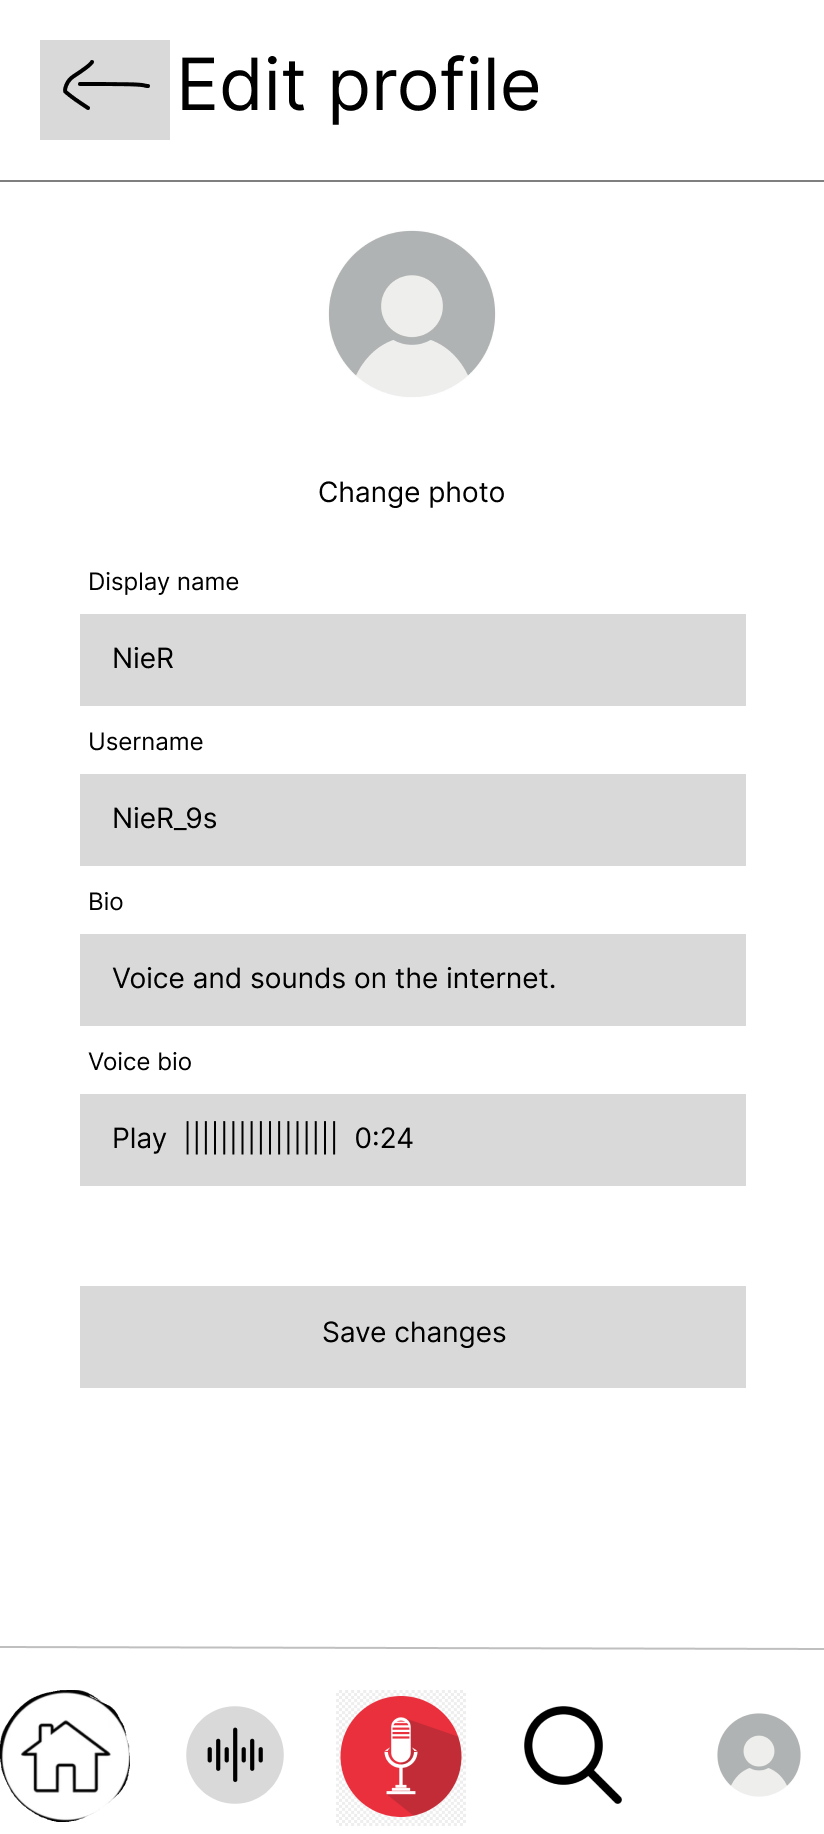 Edit profile
Change photo
Display name
NieR
Username
NieR_9s
Bio
Voice and sounds on the internet.
Voice bio
Play ||||||||||||||||| 0:24
Save changes